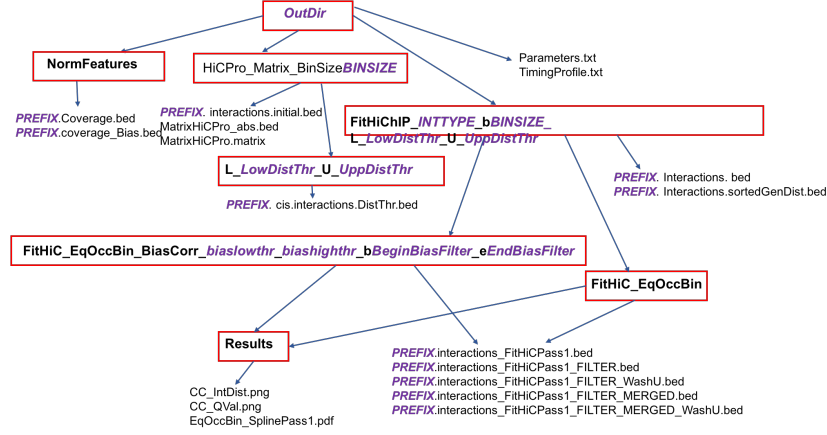 OutDir
NormFeatures
HiCPro_Matrix_BinSizeBINSIZE
Parameters.txt
TimingProfile.txt
PREFIX.Coverage.bed
PREFIX.coverage_Bias.bed
PREFIX. interactions.initial.bed
MatrixHiCPro_abs.bed
MatrixHiCPro.matrix
FitHiChIP_INTTYPE_bBINSIZE_
L_LowDistThr_U_UppDistThr
L_LowDistThr_U_UppDistThr
PREFIX. Interactions. bed
PREFIX. Interactions.sortedGenDist.bed
PREFIX. cis.interactions.DistThr.bed
FitHiC_EqOccBin_BiasCorr_biaslowthr_biashighthr_bBeginBiasFilter_eEndBiasFilter
FitHiC_EqOccBin
Results
PREFIX.interactions_FitHiCPass1.bed
PREFIX.interactions_FitHiCPass1_FILTER.bed
PREFIX.interactions_FitHiCPass1_FILTER_WashU.bed
PREFIX.interactions_FitHiCPass1_FILTER_MERGED.bed
PREFIX.interactions_FitHiCPass1_FILTER_MERGED_WashU.bed
CC_IntDist.png
CC_QVal.png
EqOccBin_SplinePass1.pdf